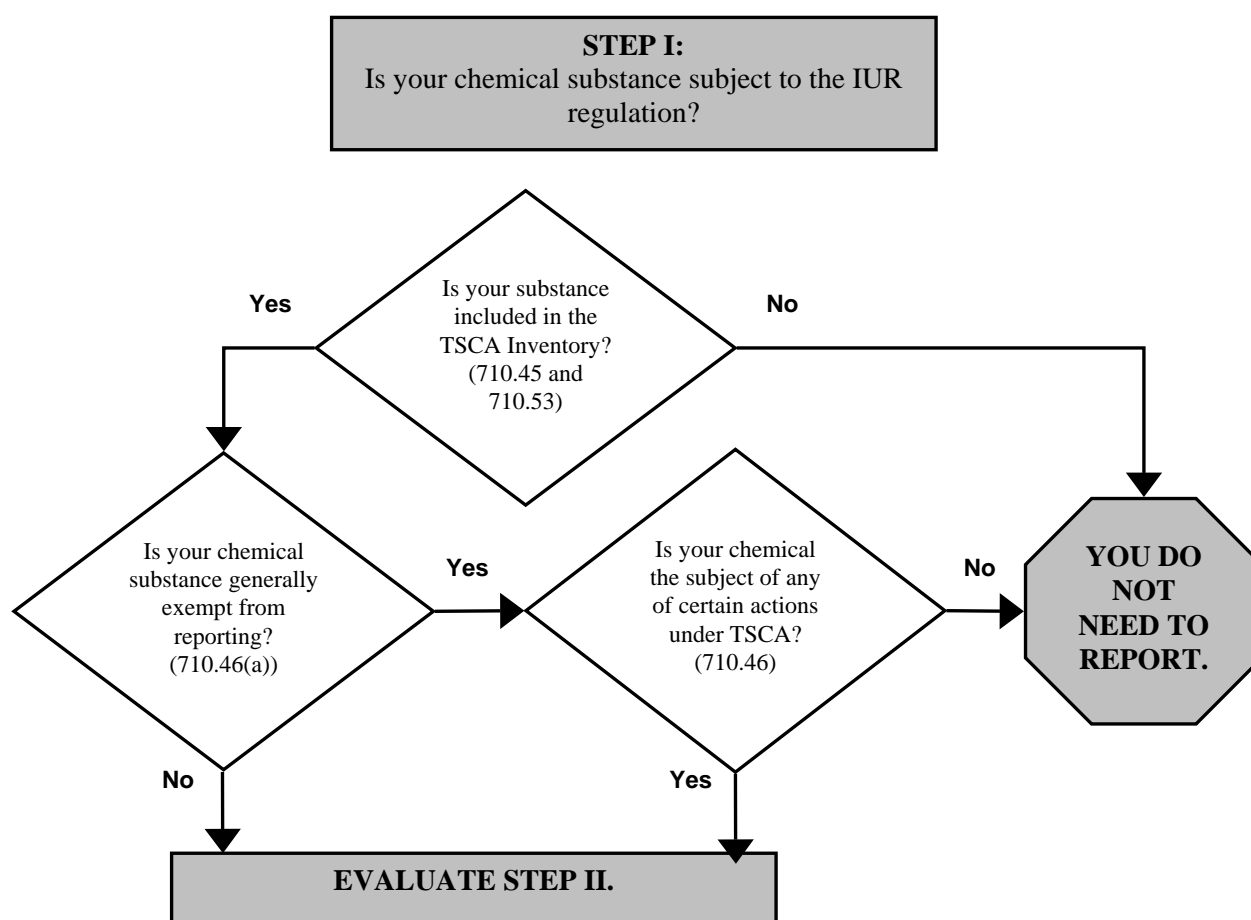 STEP I:
Is your chemical substance subject to the IUR
regulation?
Yes
No
Is your substance
included in the
TSCA Inventory?
(710.45 and
710.53)
Is your chemical
substance generally
exempt from
reporting?
(710.46(a))
Yes
Is your chemical
the subject of any
of certain actions
under TSCA?
(710.46)
No
YOU DO
NOT
NEED TO
REPORT.
No
Yes
EVALUATE STEP II.